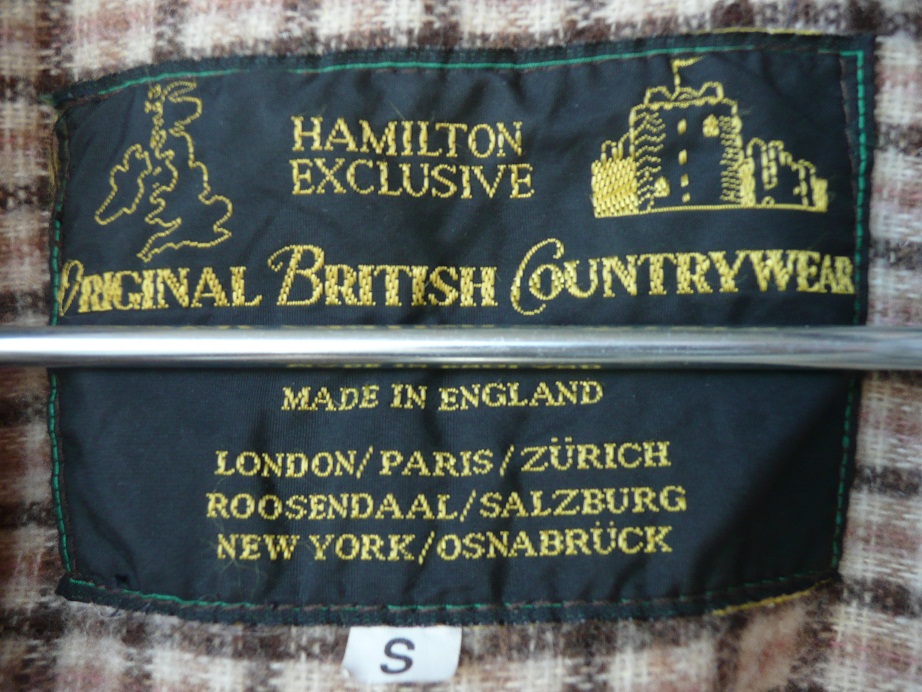 HAMILTON
EXCLUSIVE
ORIGINAL BRITISH COUNTRYWEAR
MADE IN ENGLAND
LONDON/PARIS/ZÜRICH
ROOSENDAAL/SALZBURG
NEW YORK/OSNABRÜCK
S